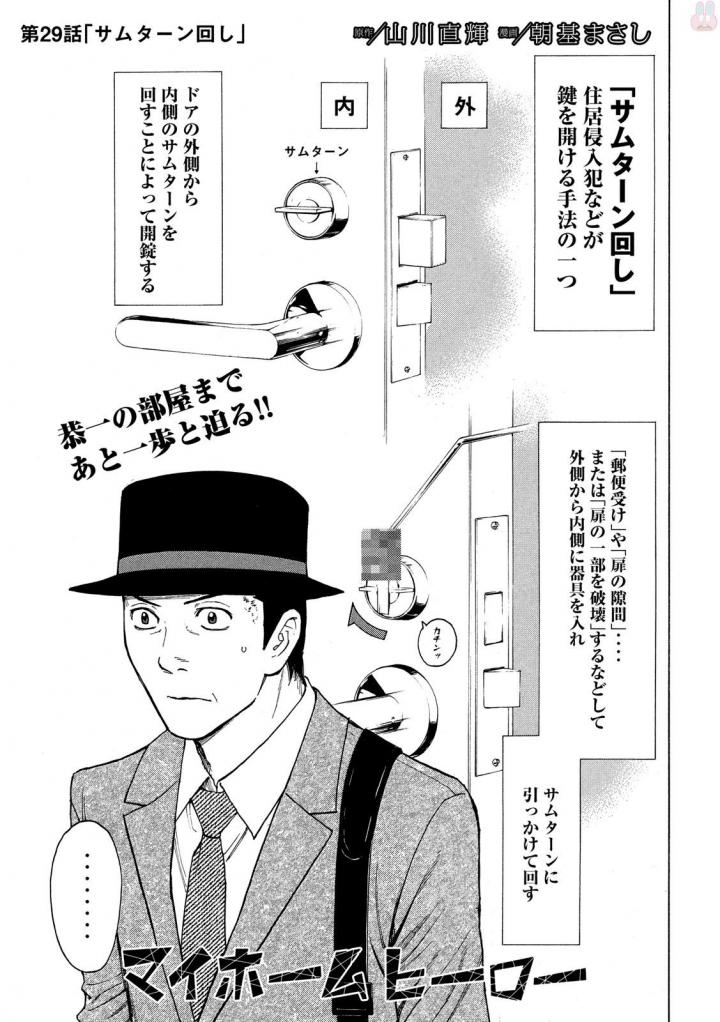 第29話「サムターン回し」
原作/山川直輝 漫画/朝基まさし
「サムターン回し」
住居侵入犯などが
鍵を開ける手法の一つ
外
内
サムターン
↓
ドアの外側から
内側のサムターンを
回すことによって開錠する
恭一の部屋まで
あと一歩と迫る!!
「郵便受け」や「扉の隙間」‥‥
または「扉の一部を破壊」するなどして
外側から内側に器具を入れ
カチンッ
サムターンに
引っかけて回す
‥‥‥‥‥
マイホームヒーロー